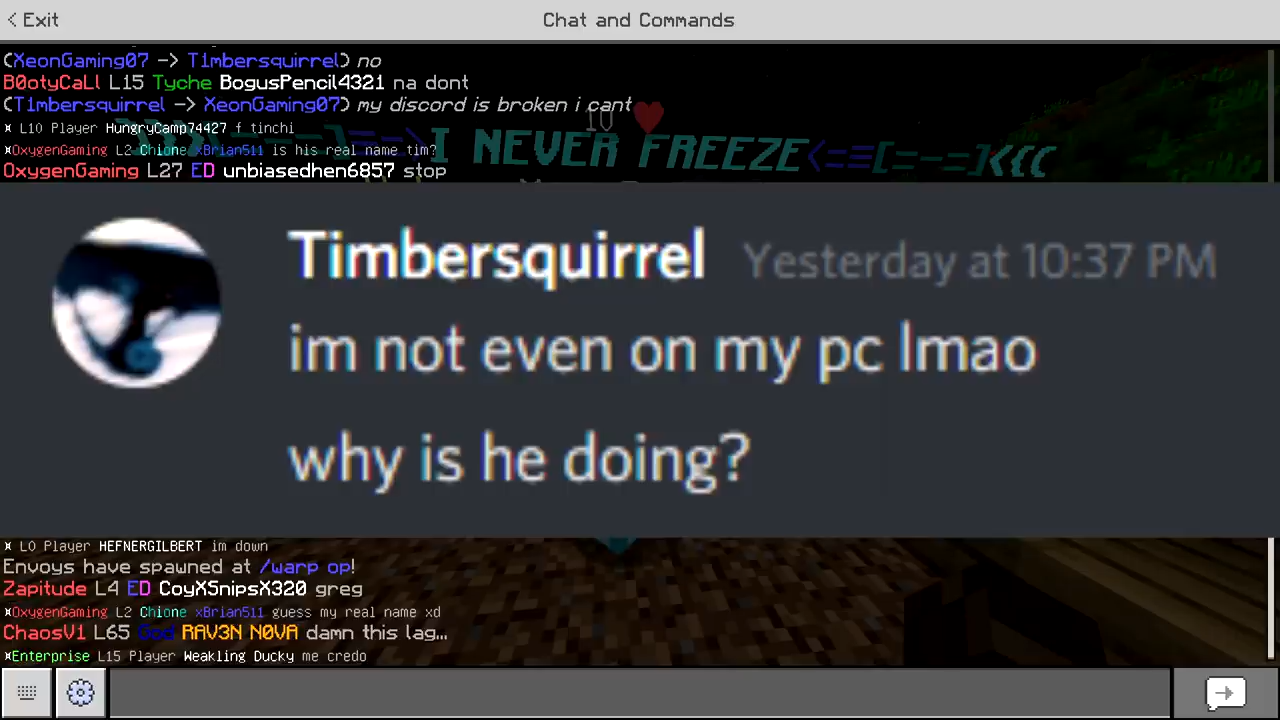 < Exit
Chat and Commands
(XeonGaming07 -> T1mbersquirrel) no
B0otyCaLl L15 Tyche BogusPencil4321 na dont
(T1mbersquirrel -> XeonGaming07) my discord is broken i cant
10
L10 Player HungryCamp74427 f tinchi
I NEVER FREEZE<=≡[=-=]<<(
OxygenGaming L2 Chione xBrian511 is his real name tim?
OxygenGaming L27 ED unbiasedhen6857 stop
Timbersquirrel Yesterday at 10:37 PM
im not even on my pc lmao
why is he doing?
L0 Player HEFNERGILBERT im down
Envoys have spawned at /warp op!
Zapitude L4 ED CoyX5nipsX320 greg
OxygenGaming L2 Chione xBrian511 guess my real name xd
ChaosV1 L65 God RAV3N N0VA damn this lag...
Enterprise L15 Player Weakling Ducky me credo